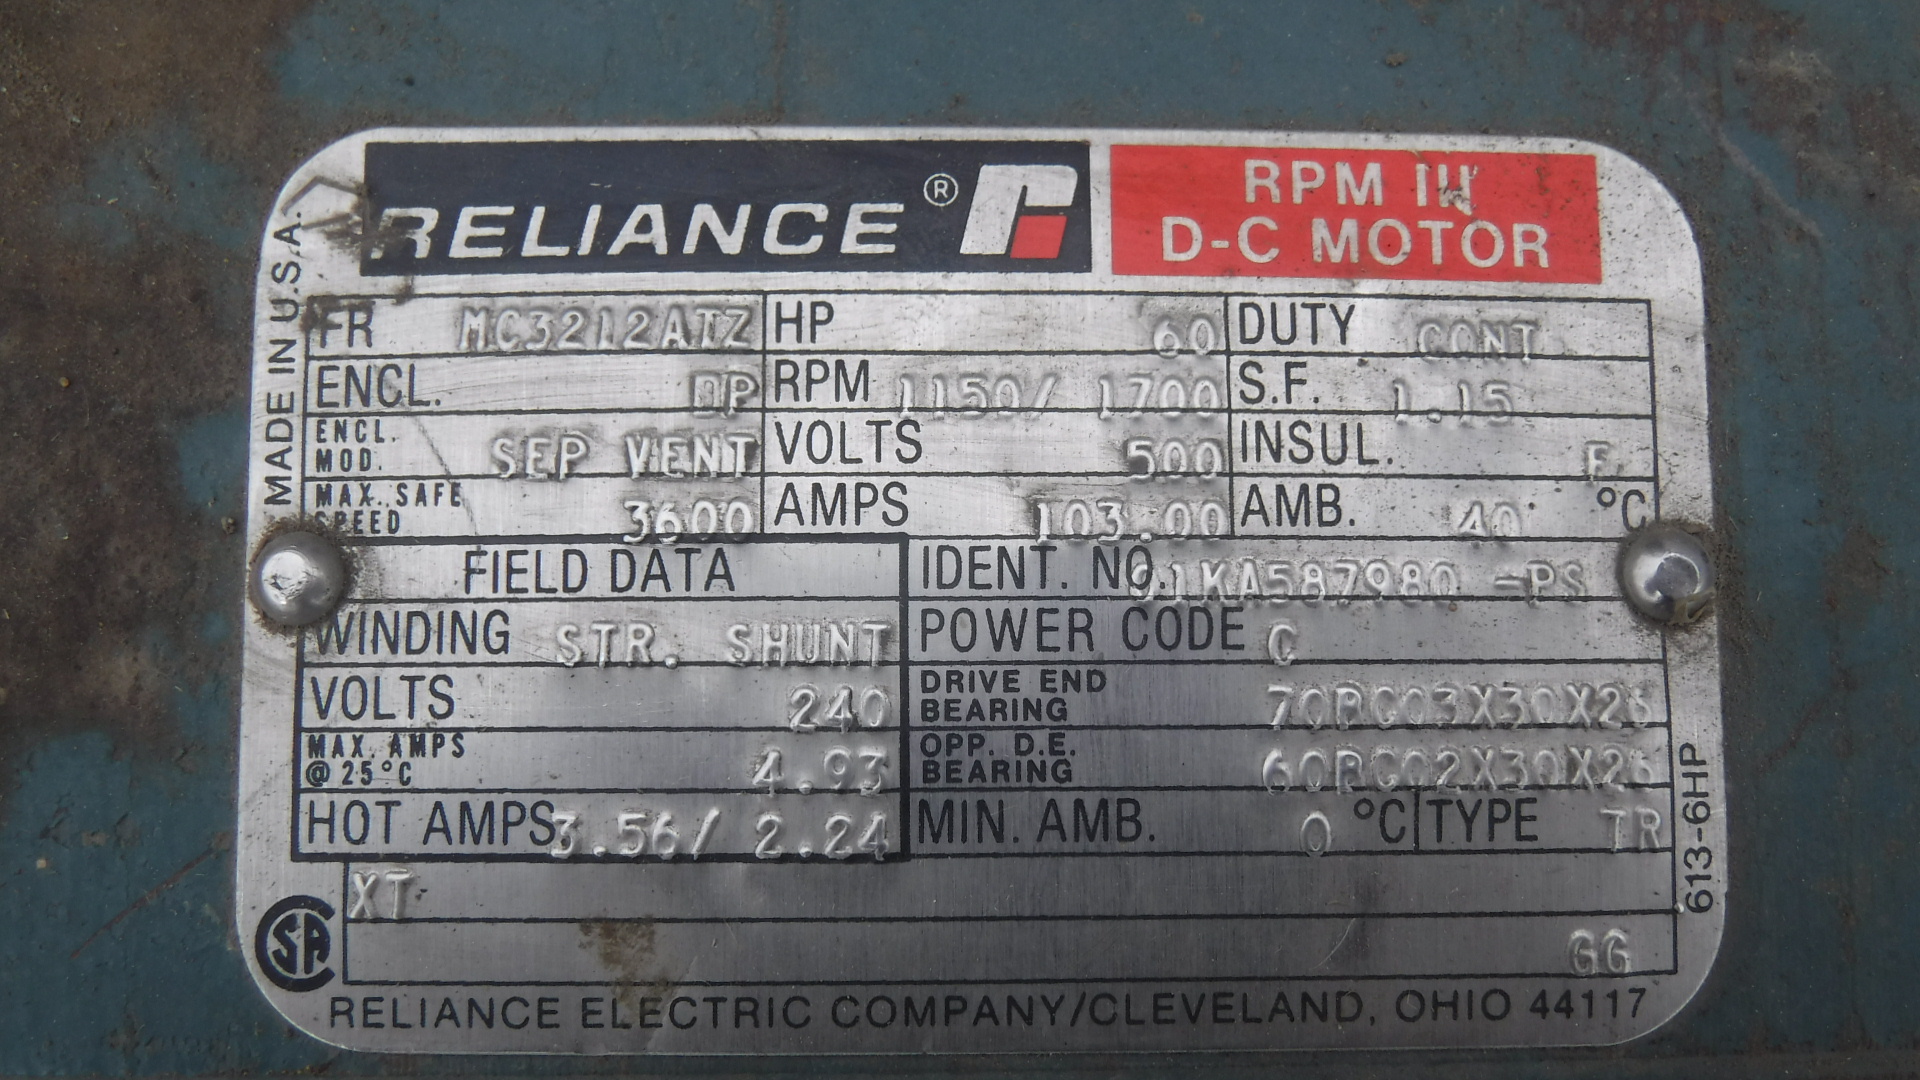 RELIANCE ®
RPM III
D-C MOTOR
MADE IN U.S.A.
FR MC3212ATZ HP 60 DUTY CONT
ENCL. DP RPM 1150/ 1700 S.F. 1.15
ENCL. MOD. SEP VENT VOLTS 500 INSUL. F
MAX. SAFE SPEED 3600 AMPS 103.00 AMB. 40 °C
FIELD DATA IDENT. NO. 01KA587980 -PS
WINDING STR. SHUNT POWER CODE C
VOLTS 240 DRIVE END BEARING 70BC03X30X26
MAX. AMPS @ 25°C 4.93 OPP. D.E. BEARING 60BC02X30X26
HOT AMPS 3.56/ 2.24 MIN. AMB. 0 °C TYPE TR
XT
GG
613-6HP
SA
RELIANCE ELECTRIC COMPANY/CLEVELAND, OHIO 44117